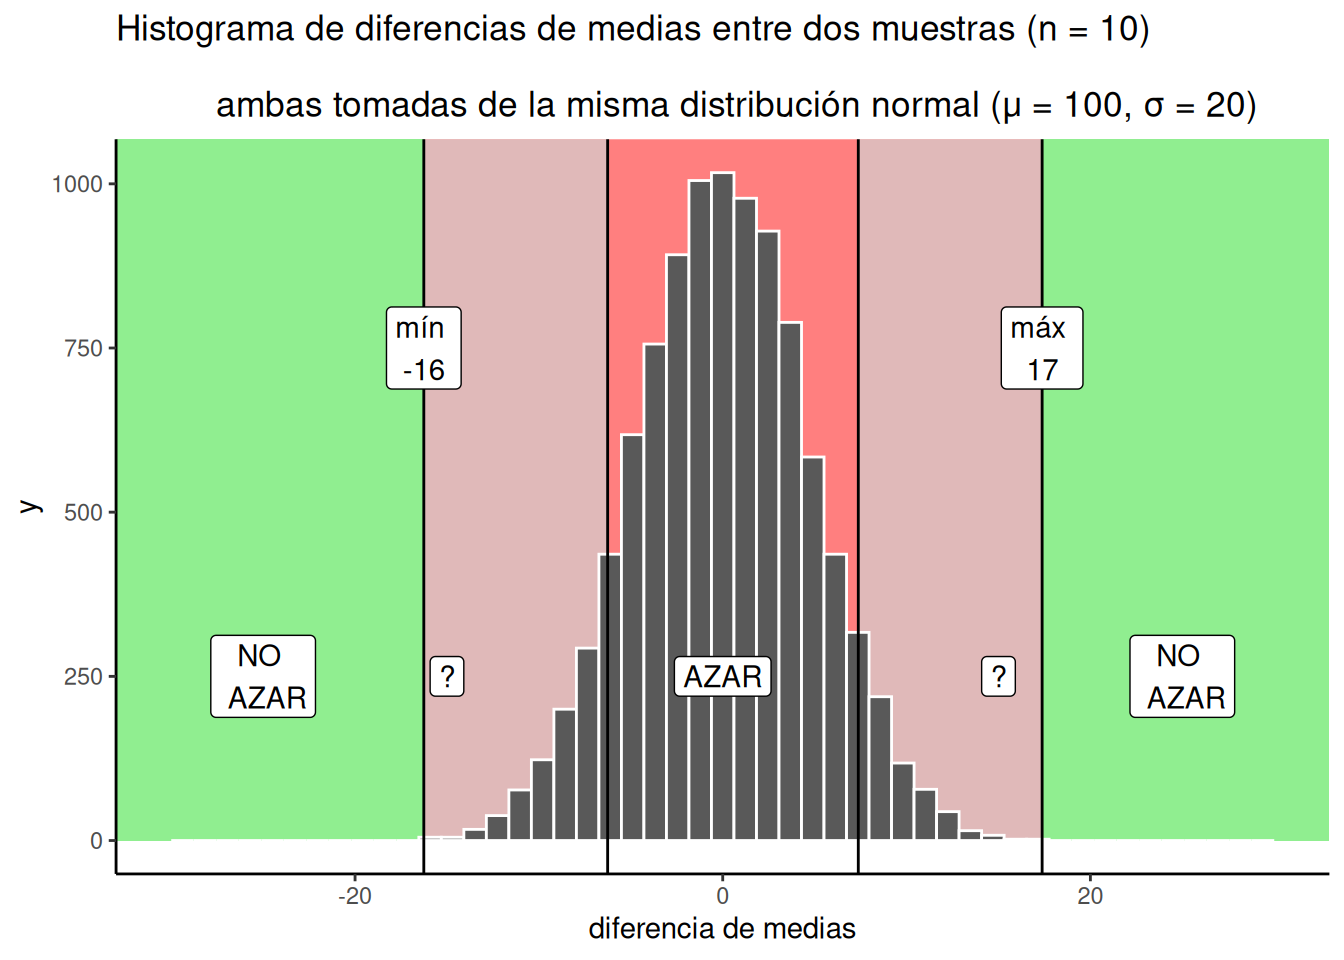 Histograma de diferencias de medias entre dos muestras (n = 10)
ambas tomadas de la misma distribución normal (μ = 100, σ = 20)
1000
750
500
250
0
y
mín
-16
máx
17
NO
AZAR
?
AZAR
?
NO
AZAR
-20
0
20
diferencia de medias